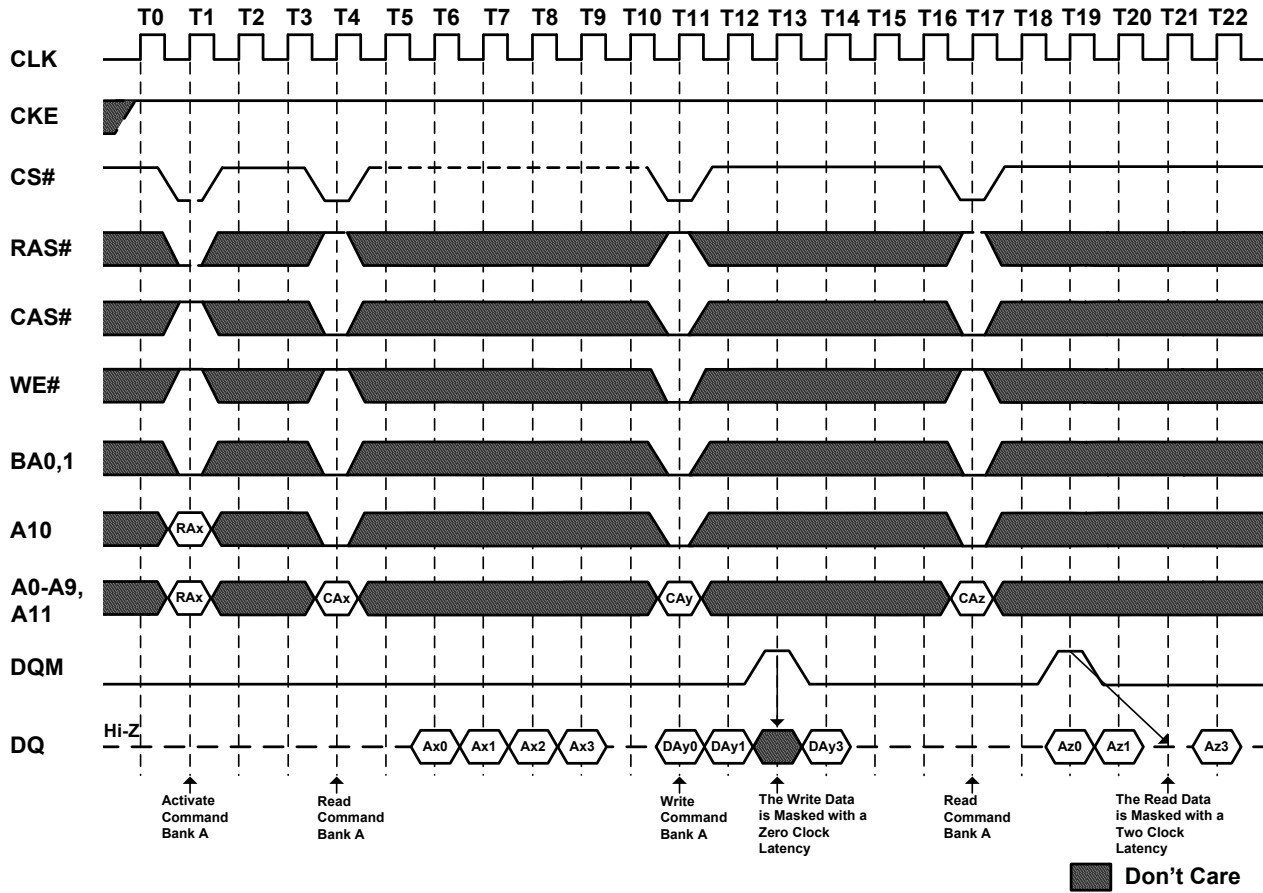 T0 T1 T2 T3 T4 T5 T6 T7 T8 T9 T10 T11 T12 T13 T14 T15 T16 T17 T18 T19 T20 T21 T22
CLK
CKE
CS#
RAS#
CAS#
WE#
BA0,1
A10
RAx
A0-A9,
A11
RAx CAx CAy CAz
DQM
DQ
Hi-Z
Ax0 Ax1 Ax2 Ax3 DAy0 DAy1 DAy3 Az0 Az1 Az3
Activate
Command
Bank A
Read
Command
Bank A
Write
Command
Bank A
The Write Data
is Masked with a
Zero Clock
Latency
Read
Command
Bank A
The Read Data
is Masked with a
Two Clock
Latency
Don't Care